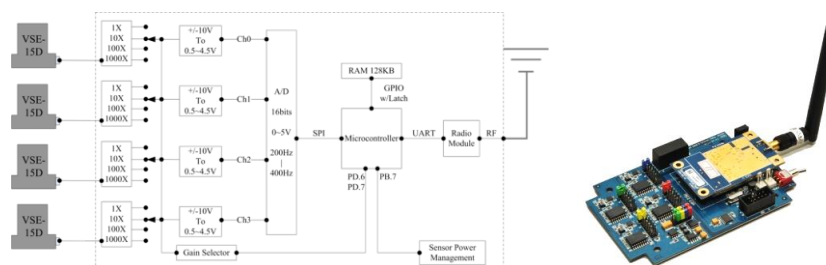 VSE-
15D
1X
10X
100X
1000X
+/-10V
To
0.5~4.5V
Ch0
VSE-
15D
1X
10X
100X
1000X
+/-10V
To
0.5~4.5V
Ch1
VSE-
15D
1X
10X
100X
1000X
+/-10V
To
0.5~4.5V
Ch2
VSE-
15D
1X
10X
100X
1000X
+/-10V
To
0.5~4.5V
Ch3
A/D
16bits
0~5V
200Hz
|
400Hz
SPI
RAM 128KB
GPIO
w/Latch
Microcontroller
UART
Radio
Module
RF
PD.6
PD.7
PB.7
Gain Selector
Sensor Power
Management